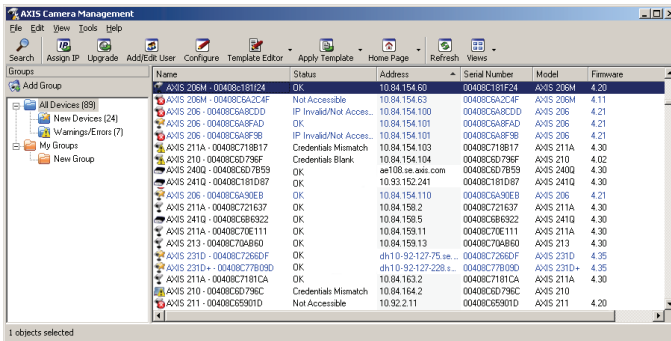 AXIS Camera Management
File Edit View Tools Help
Search Assign IP Upgrade Add/Edit User Configure Template Editor Apply Template Home Page Refresh Views
Groups
Add Group
All Devices (89)
New Devices (24)
Warnings/Errors (7)
My Groups
New Group
Name Status Address Serial Number Model Firmware
AXIS 206M - 00408c181f24 OK 10.84.154.60 00408C181F24 AXIS 206M 4.20
AXIS 206M - 00408C6A2C4F Not Accessible 10.84.154.63 00408C6A2C4F AXIS 206M 4.11
AXIS 206 - 00408C6A8CDD IP Invalid/Not Acces... 10.84.154.100 00408C6A8CDD AXIS 206 4.21
AXIS 206 - 00408C6A8FAD OK 10.84.154.101 00408C6A8FAD AXIS 206 4.21
AXIS 206 - 00408C6A8F9B IP Invalid/Not Acces... 10.84.154.101 00408C6A8F9B AXIS 206 4.21
AXIS 211A - 00408C718B17 Credentials Mismatch 10.84.154.103 00408C718B17 AXIS 211A 4.30
AXIS 210 - 00408C6D796F Credentials Blank 10.84.154.104 00408C6D796F AXIS 210 4.02
AXIS 240Q - 00408C6D7B59 OK ae108.se.axis.com 00408C6D7B59 AXIS 240Q 4.30
AXIS 241Q - 00408C181D87 OK 10.93.152.241 00408C181D87 AXIS 241Q 4.30
AXIS 206 - 00408C6A90EB OK 10.84.154.110 00408C6A90EB AXIS 206 4.21
AXIS 211A - 00408C721637 OK 10.84.158.2 00408C721637 AXIS 211A 4.30
AXIS 241Q - 00408C6B6922 OK 10.84.158.5 00408C6B6922 AXIS 241Q 4.30
AXIS 211A - 00408C70E111 OK 10.84.159.11 00408C70E111 AXIS 211A 4.30
AXIS 213 - 00408C70AB60 OK 10.84.159.13 00408C70AB60 AXIS 213 4.30
AXIS 231D - 00408C7266DF OK dh10-92-127-75.se.... 00408C7266DF AXIS 231D 4.35
AXIS 231D+ - 00408C77B09D OK dh10-92-127-228.s... 00408C77B09D AXIS 231D+ 4.35
AXIS 211A - 00408C7181CA OK 10.84.163.2 00408C7181CA AXIS 211A 4.30
AXIS 210 - 00408C6D796C Credentials Mismatch 10.84.164.2 00408C6D796C AXIS 210
AXIS 211 - 00408C65901D Not Accessible 10.92.2.11 00408C65901D AXIS 211 4.20
1 objects selected